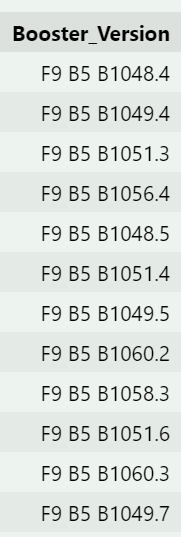 Booster_Version
F9 B5 B1048.4
F9 B5 B1049.4
F9 B5 B1051.3
F9 B5 B1056.4
F9 B5 B1048.5
F9 B5 B1051.4
F9 B5 B1049.5
F9 B5 B1060.2
F9 B5 B1058.3
F9 B5 B1051.6
F9 B5 B1060.3
F9 B5 B1049.7